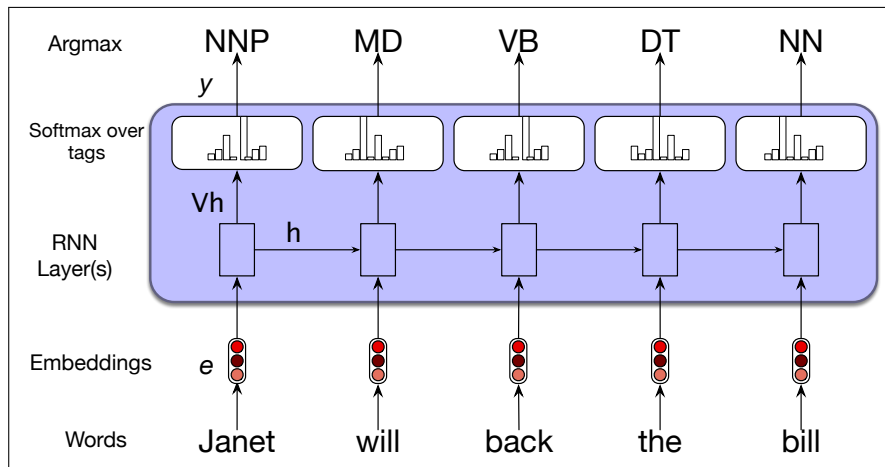 Argmax NNP MD VB DT NN
y
Softmax over
tags
Vh
h
RNN
Layer(s)
Embeddings e
Words Janet will back the bill